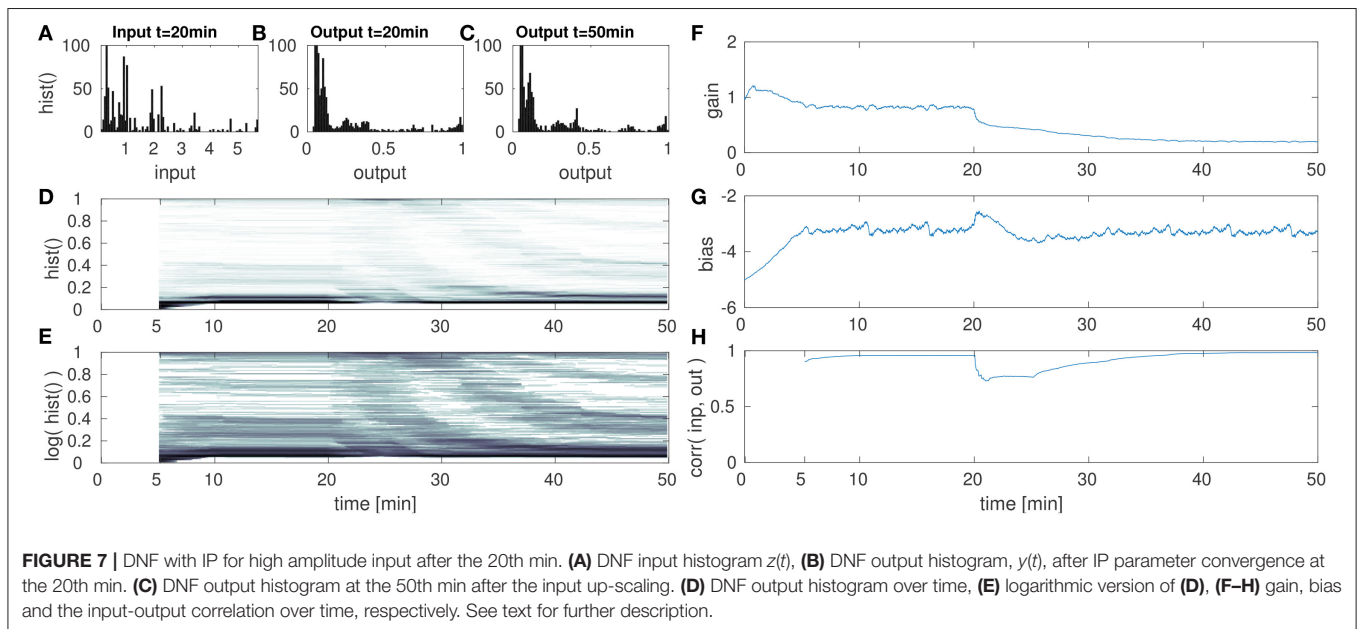 A Input t=20min
100
50
0
hist()
1 2 3 4 5
input
B Output t=20min
100
50
0
0 0.5 1
output
C Output t=50min
100
50
0
0 0.5 1
output
D
1
0.8
0.6
0.4
0.2
0
hist()
0 5 10 20 30 40 50
E
1
0.8
0.6
0.4
0.2
0
log( hist() )
0 5 10 20 30 40 50
time [min]
F
2
1
0
gain
0 5 10 20 30 40 50
G
-2
-4
-6
bias
0 5 10 20 30 40 50
H
1
0.5
0
corr( inp, out )
0 5 10 20 30 40 50
time [min]
FIGURE 7 | DNF with IP for high amplitude input after the 20th min. (A) DNF input histogram z(t), (B) DNF output histogram, y(t), after IP parameter convergence at
the 20th min. (C) DNF output histogram at the 50th min after the input up-scaling. (D) DNF output histogram over time, (E) logarithmic version of (D), (F–H) gain, bias
and the input-output correlation over time, respectively. See text for further description.